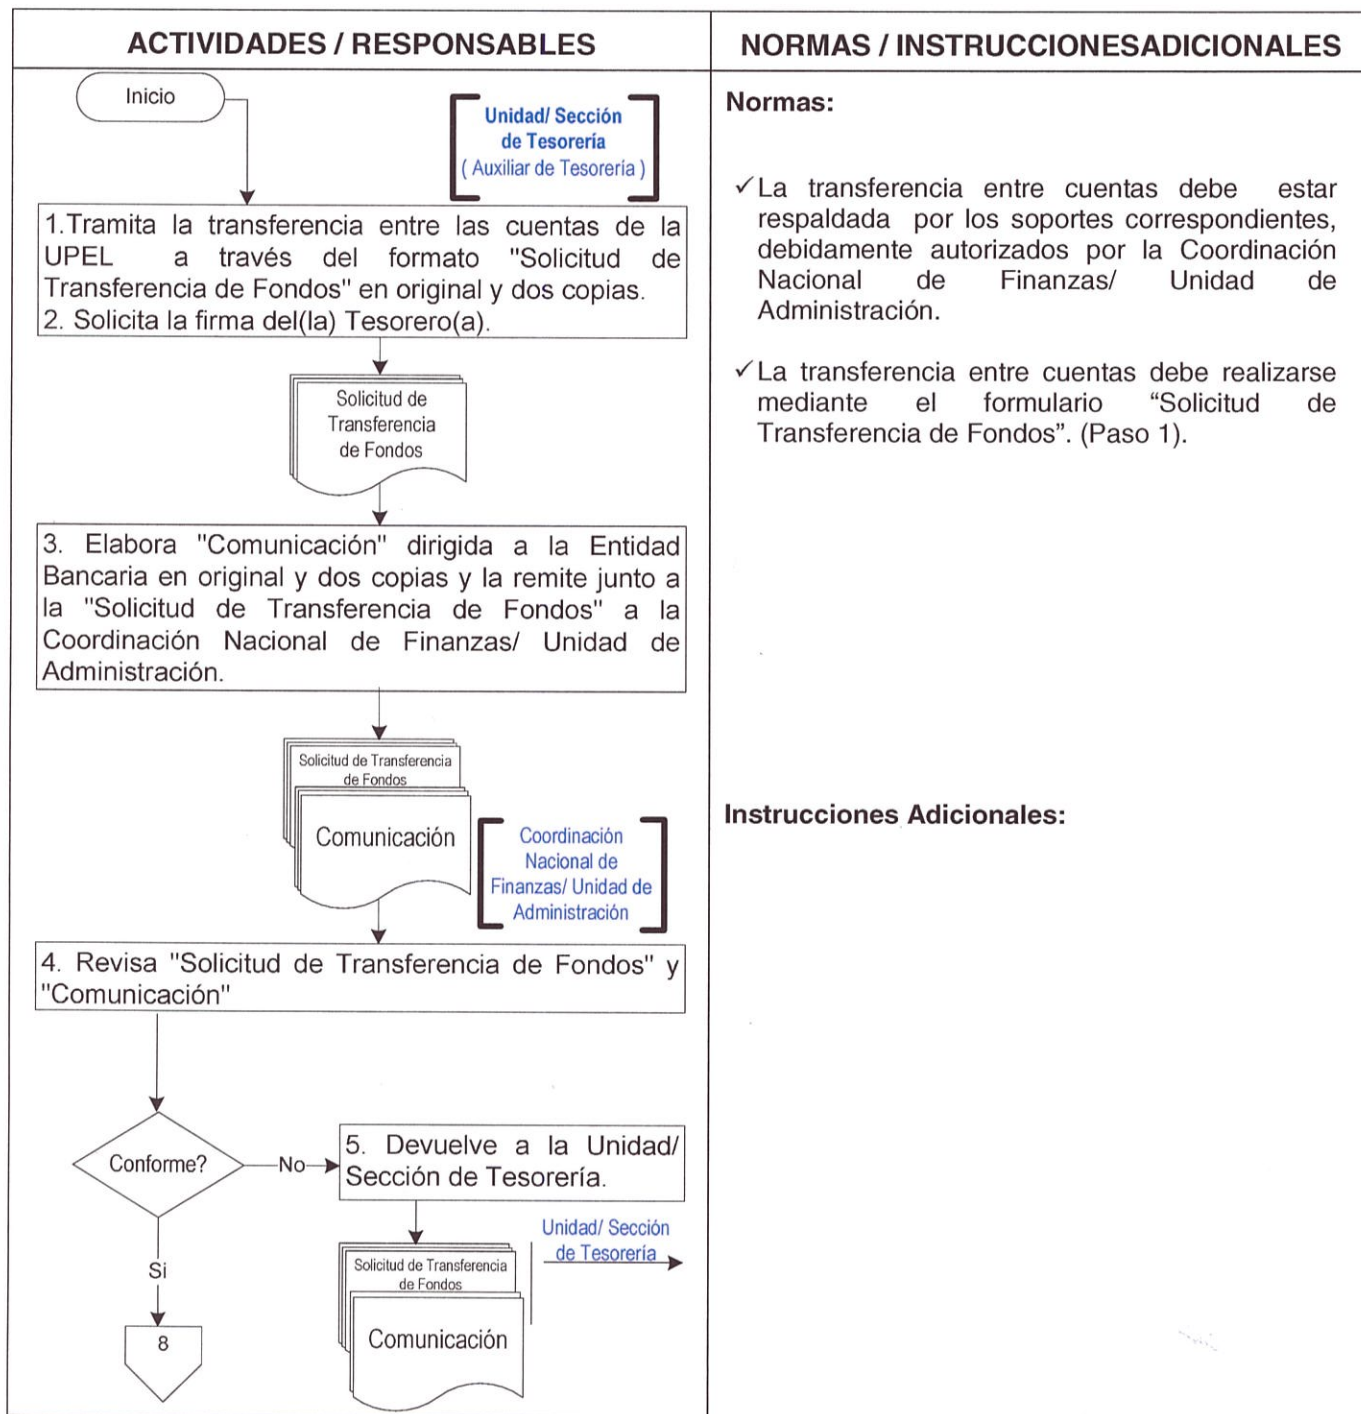 ACTIVIDADES / RESPONSABLES
NORMAS / INSTRUCCIONESADICIONALES
Inicio
Unidad/ Sección
de Tesorería
( Auxiliar de Tesorería )
1.Tramita la transferencia entre las cuentas de la
UPEL a través del formato "Solicitud de
Transferencia de Fondos" en original y dos copias.
2. Solicita la firma del(la) Tesorero(a).
Solicitud de
Transferencia
de Fondos
3. Elabora "Comunicación" dirigida a la Entidad
Bancaria en original y dos copias y la remite junto a
la "Solicitud de Transferencia de Fondos" a la
Coordinación Nacional de Finanzas/ Unidad de
Administración.
Solicitud de Transferencia
de Fondos
Comunicación
Coordinación
Nacional de
Finanzas/ Unidad de
Administración
4. Revisa "Solicitud de Transferencia de Fondos" y
"Comunicación"
Conforme?
No
5. Devuelve a la Unidad/
Sección de Tesorería.
Si
8
Solicitud de Transferencia
de Fondos
Comunicación
Unidad/ Sección
de Tesorería
Normas:
✓La transferencia entre cuentas debe estar
respaldada por los soportes correspondientes,
debidamente autorizados por la Coordinación
Nacional de Finanzas/ Unidad de
Administración.
✓La transferencia entre cuentas debe realizarse
mediante el formulario “Solicitud de
Transferencia de Fondos”. (Paso 1).
Instrucciones Adicionales: